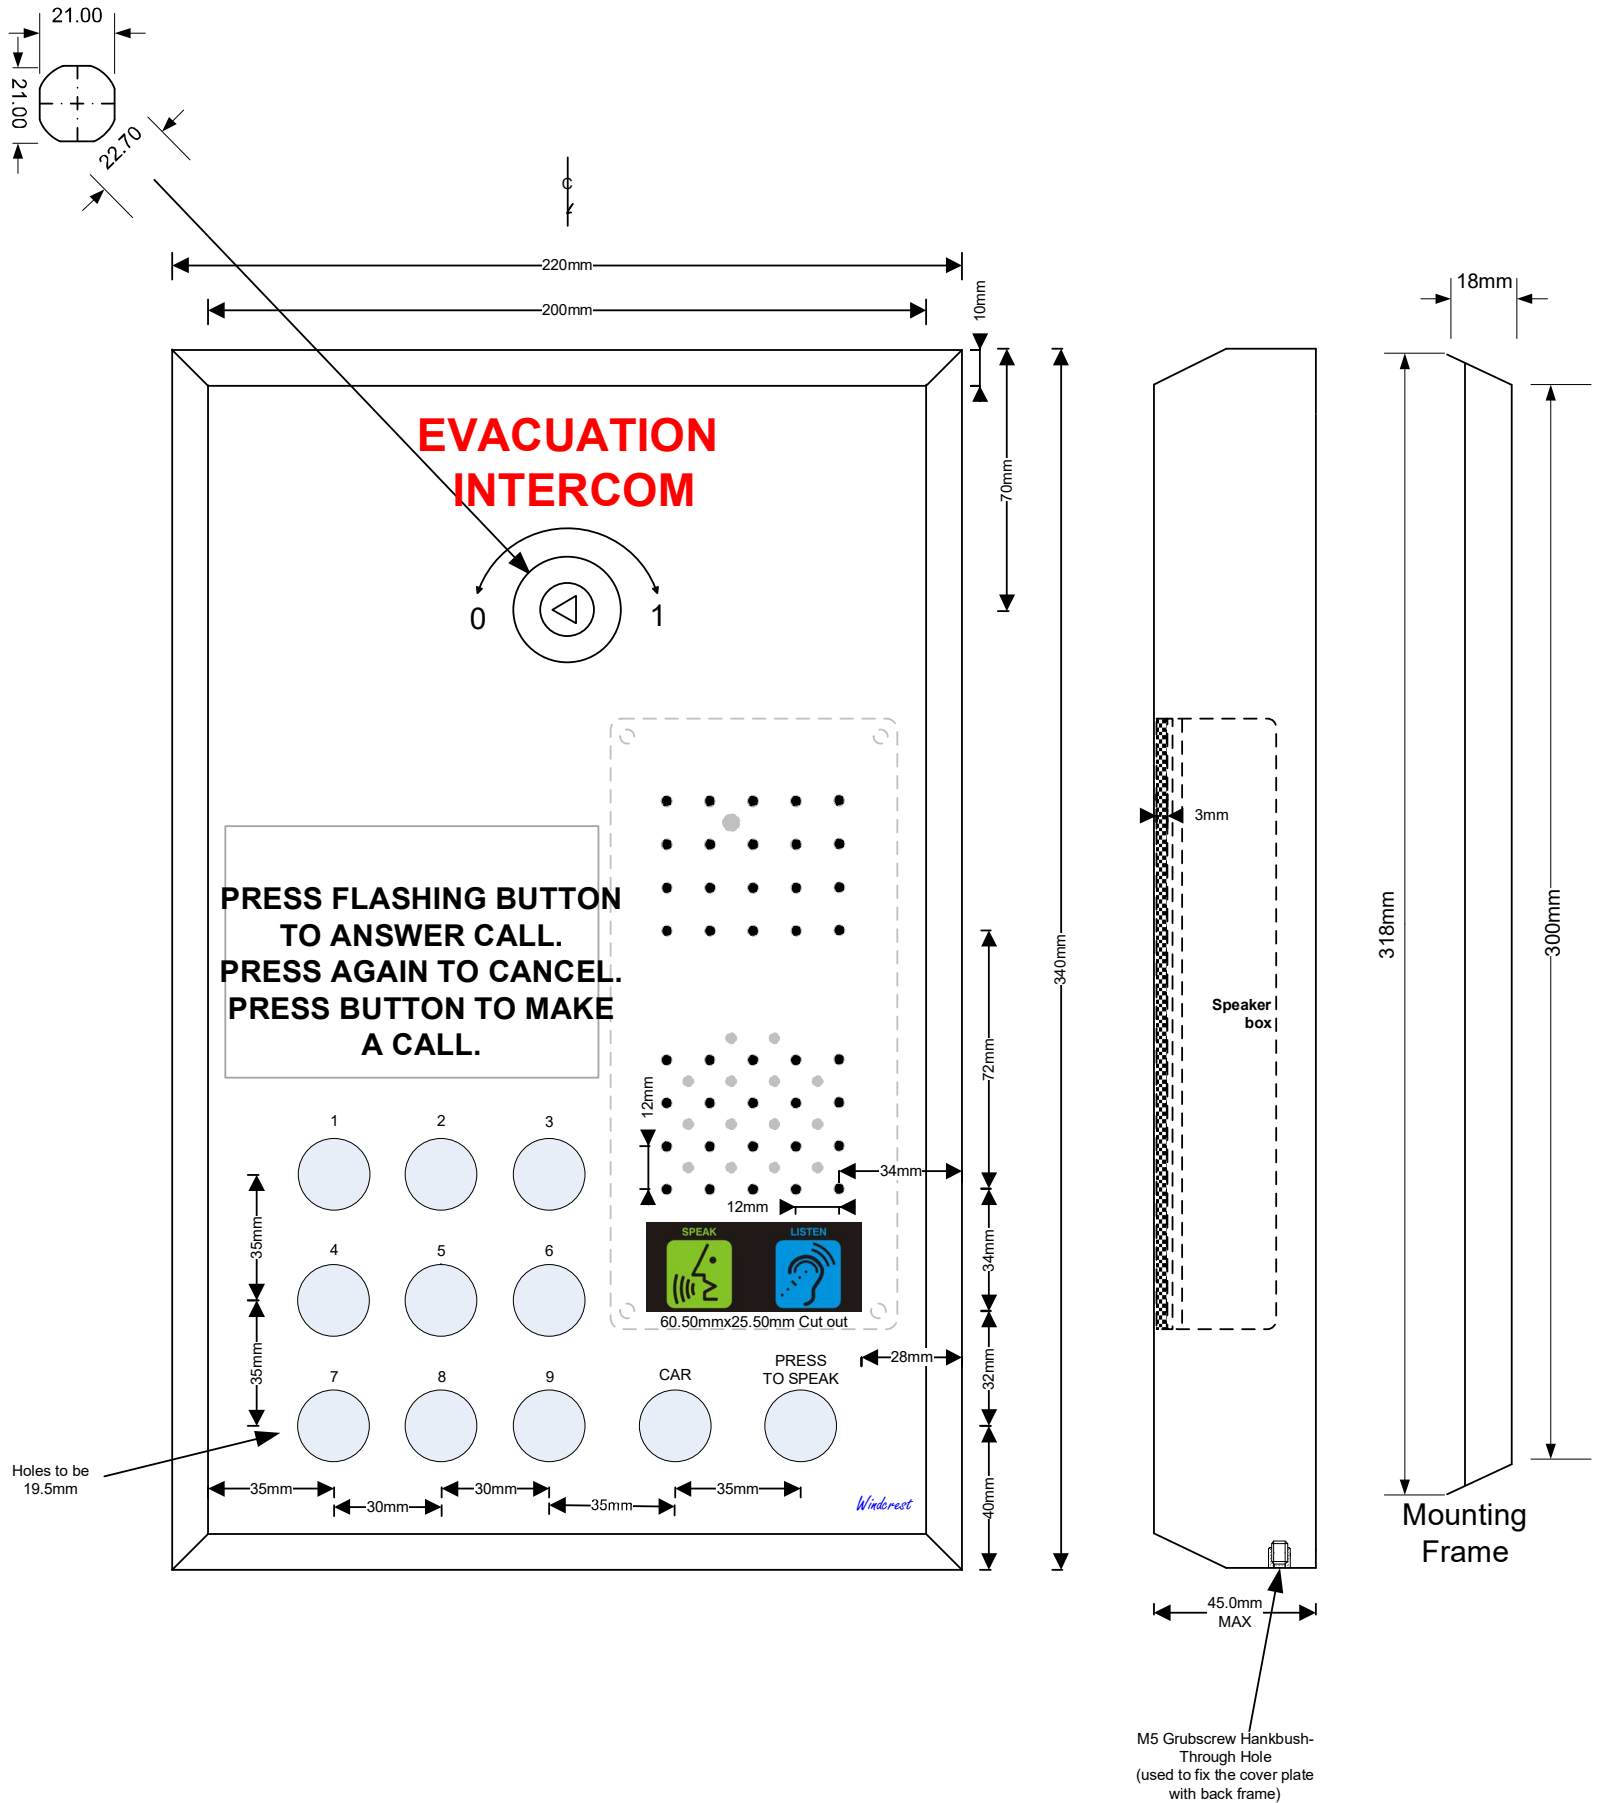 21.00
21.00
22.70
C
220mm
200mm
10mm
18mm
EVACUATION
INTERCOM
70mm
0
1
3mm
PRESS FLASHING BUTTON
TO ANSWER CALL.
PRESS AGAIN TO CANCEL.
PRESS BUTTON TO MAKE
A CALL.
340mm
318mm
300mm
Speaker
box
72mm
12mm
1
2
3
34mm
12mm
SPEAK
LISTEN
35mm
4
5
6
34mm
60.50mmx25.50mm Cut out
28mm
35mm
32mm
7
8
9
CAR
PRESS
TO SPEAK
Holes to be
19.5mm
35mm
30mm
30mm
35mm
35mm
Windcrest
40mm
Mounting
Frame
45.0mm
MAX
M5 Grubscrew Hankbush-
Through Hole
(used to fix the cover plate
with back frame)